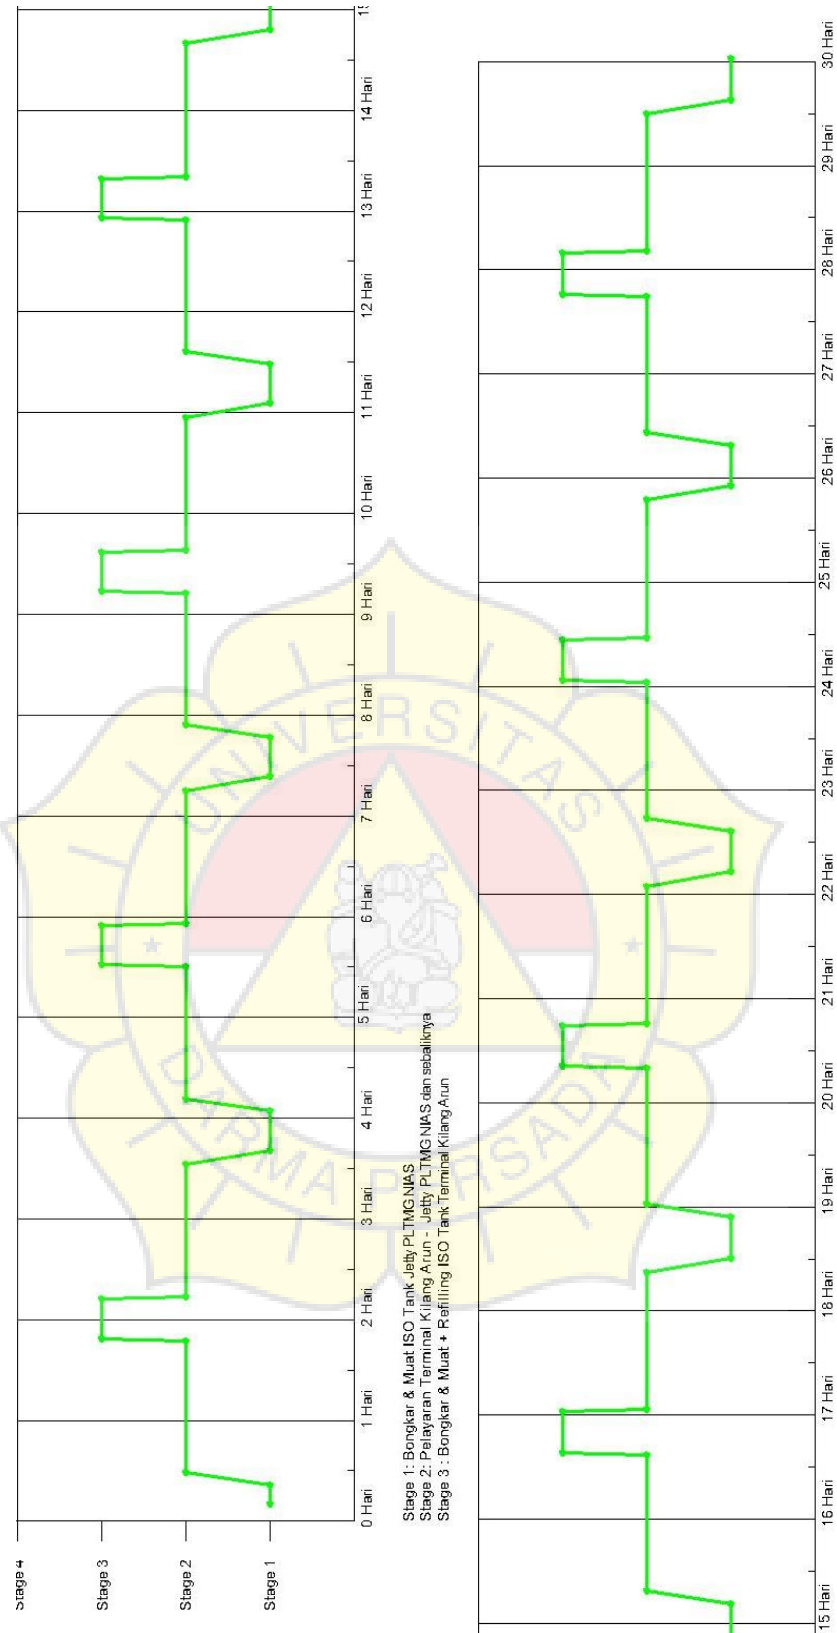 Stage 4
Stage 3
Stage 2
Stage 1
0 Hari
1 Hari
2 Hari
3 Hari
4 Hari
5 Hari
6 Hari
7 Hari
8 Hari
9 Hari
10 Hari
11 Hari
12 Hari
13 Hari
14 Hari
Stage 1: Bongkar & Muat ISO Tank Jetty PLTMG NIAS
Stage 2: Pelayaran Terminal Kilang Arun - Jetty PLTMG NIAS dan sebaliknya
Stage 3 : Bongkar & Muat + Refilling ISO Tank Terminal Kilang Arun
15 Hari
16 Hari
17 Hari
18 Hari
19 Hari
20 Hari
21 Hari
22 Hari
23 Hari
24 Hari
25 Hari
26 Hari
27 Hari
28 Hari
29 Hari
30 Hari
UNIVERSITAS
DARMA PERSADA